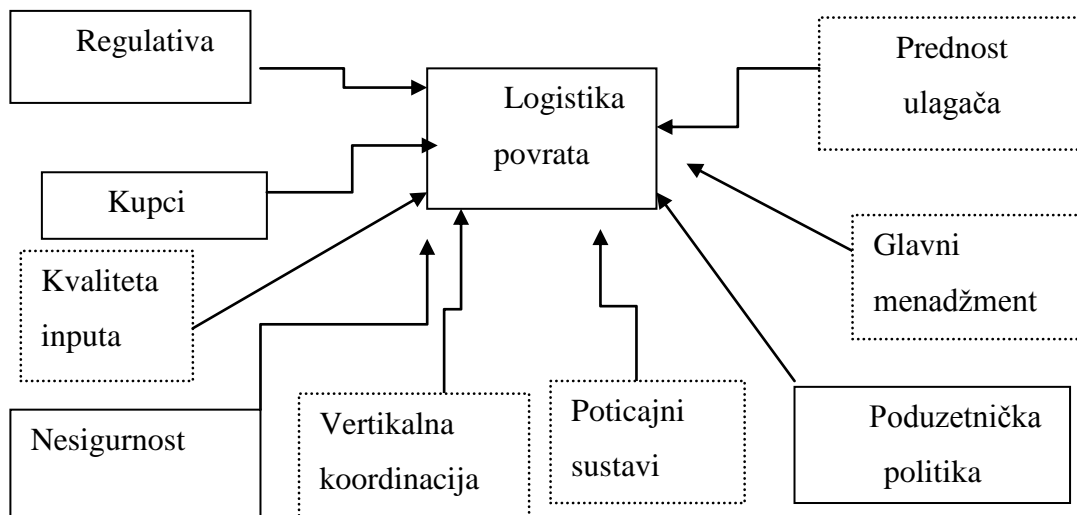 Regulativa
Prednost
ulagača
Logistika
povrata
Kupci
Kvaliteta
inputa
Glavni
menadžment
Nesigurnost
Vertikalna
koordinacija
Poticajni
sustavi
Poduzetnička
politika